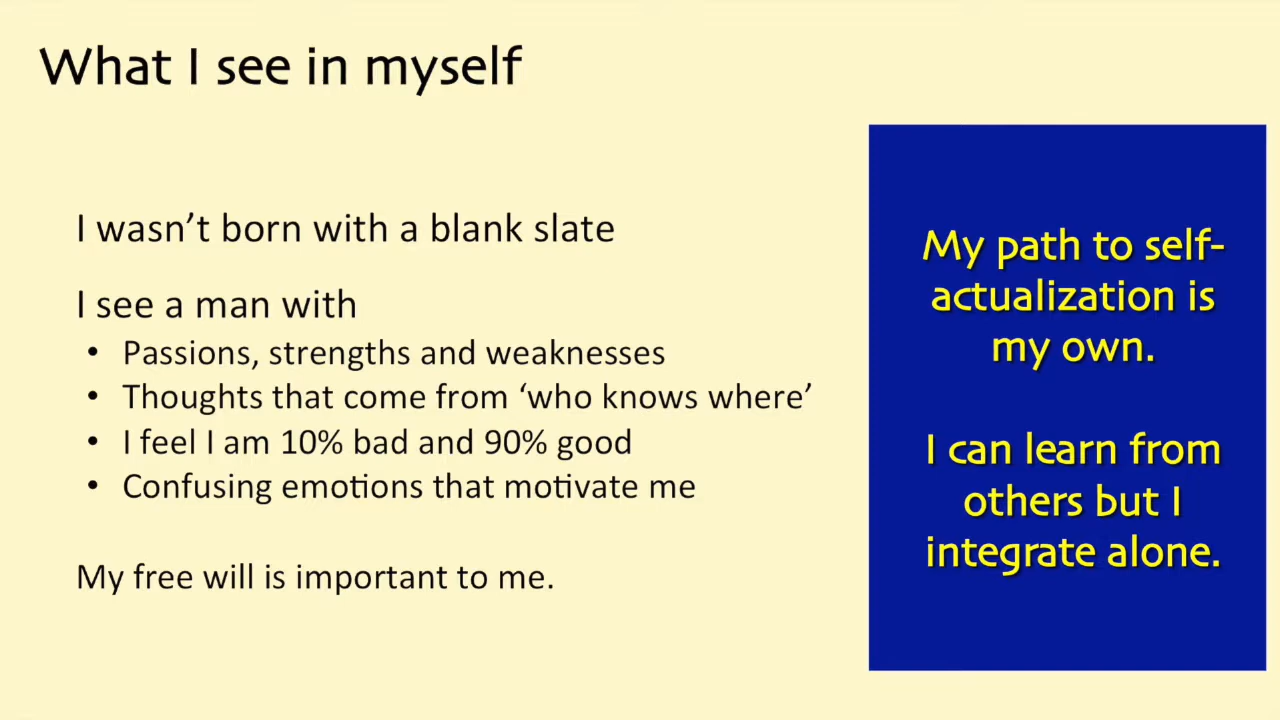 What I see in myself
I wasn’t born with a blank slate
I see a man with
• Passions, strengths and weaknesses
• Thoughts that come from ‘who knows where’
• I feel I am 10% bad and 90% good
• Confusing emotions that motivate me
My free will is important to me.
My path to self-
actualization is
my own.
I can learn from
others but I
integrate alone.